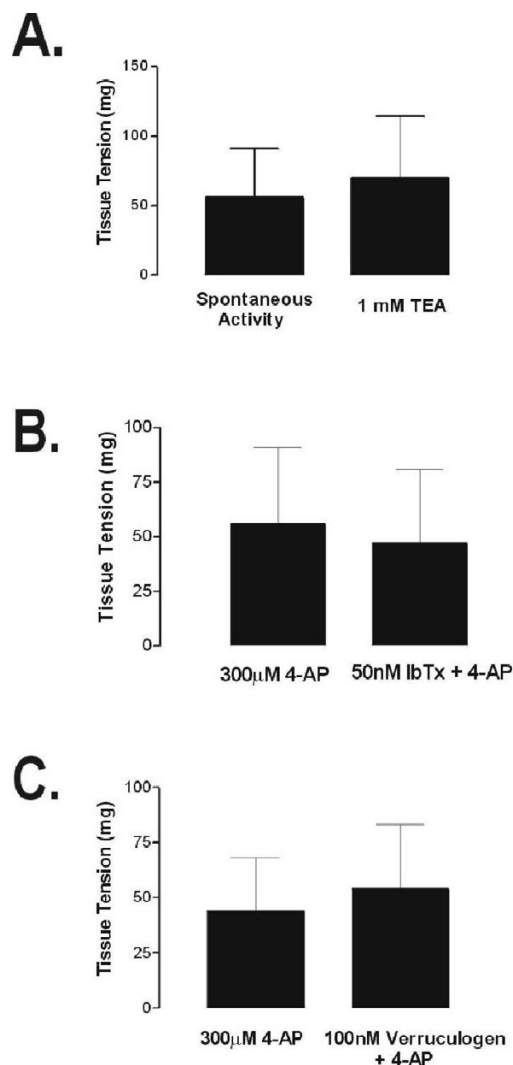 A.
Tissue Tension (mg)
150
100
50
0
Spontaneous
Activity
1 mM TEA
B.
Tissue Tension (mg)
100
75
50
25
0
300μM 4-AP
50nM IbTx + 4-AP
C.
Tissue Tension (mg)
100
75
50
25
0
300μM 4-AP
100nM Verruculogen
+ 4-AP